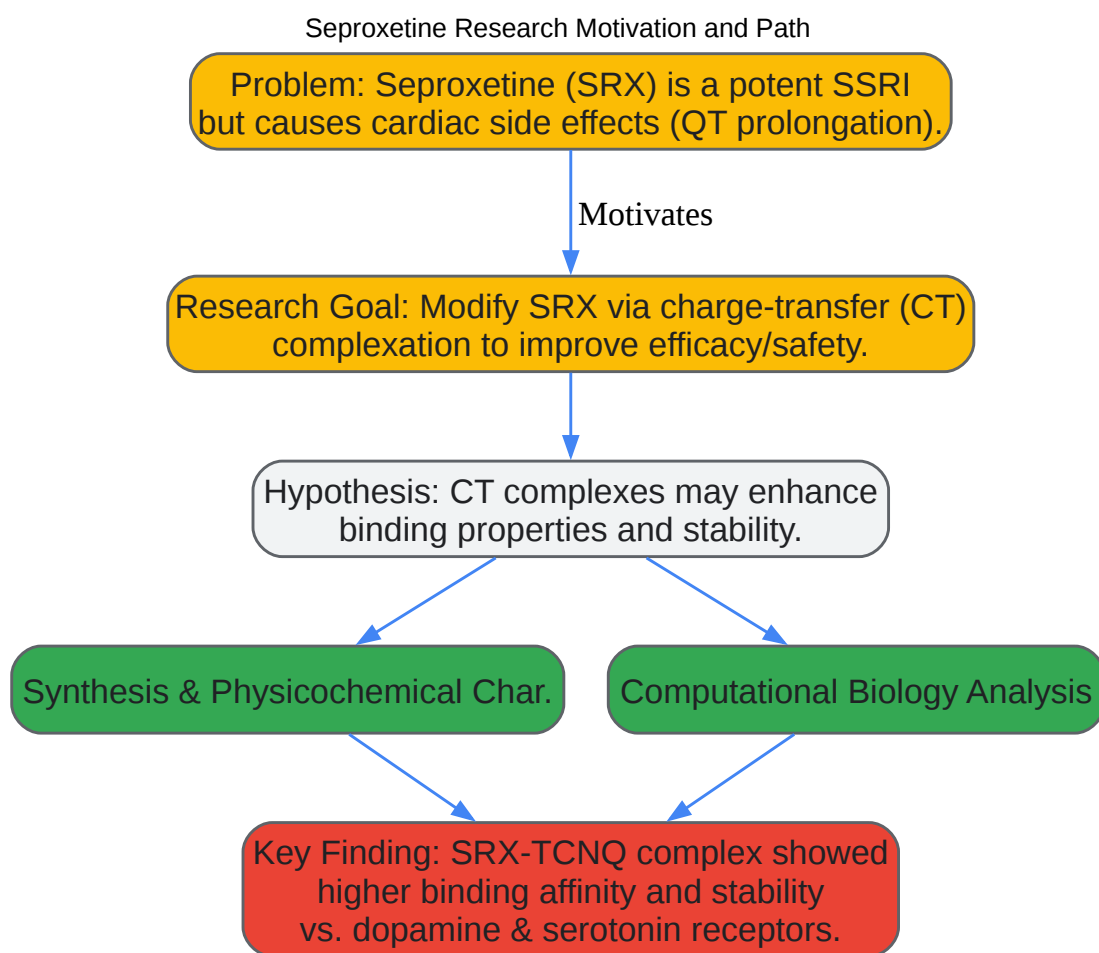 Seproxetine Research Motivation and Path
Problem: Seproxetine (SRX) is a potent SSRI
but causes cardiac side effects (QT prolongation).
Motivates
Research Goal: Modify SRX via charge-transfer (CT)
complexation to improve efficacy/safety.
Hypothesis: CT complexes may enhance
binding properties and stability.
Synthesis & Physicochemical Char.
Computational Biology Analysis
Key Finding: SRX-TCNQ complex showed
higher binding affinity and stability
vs. dopamine & serotonin receptors.